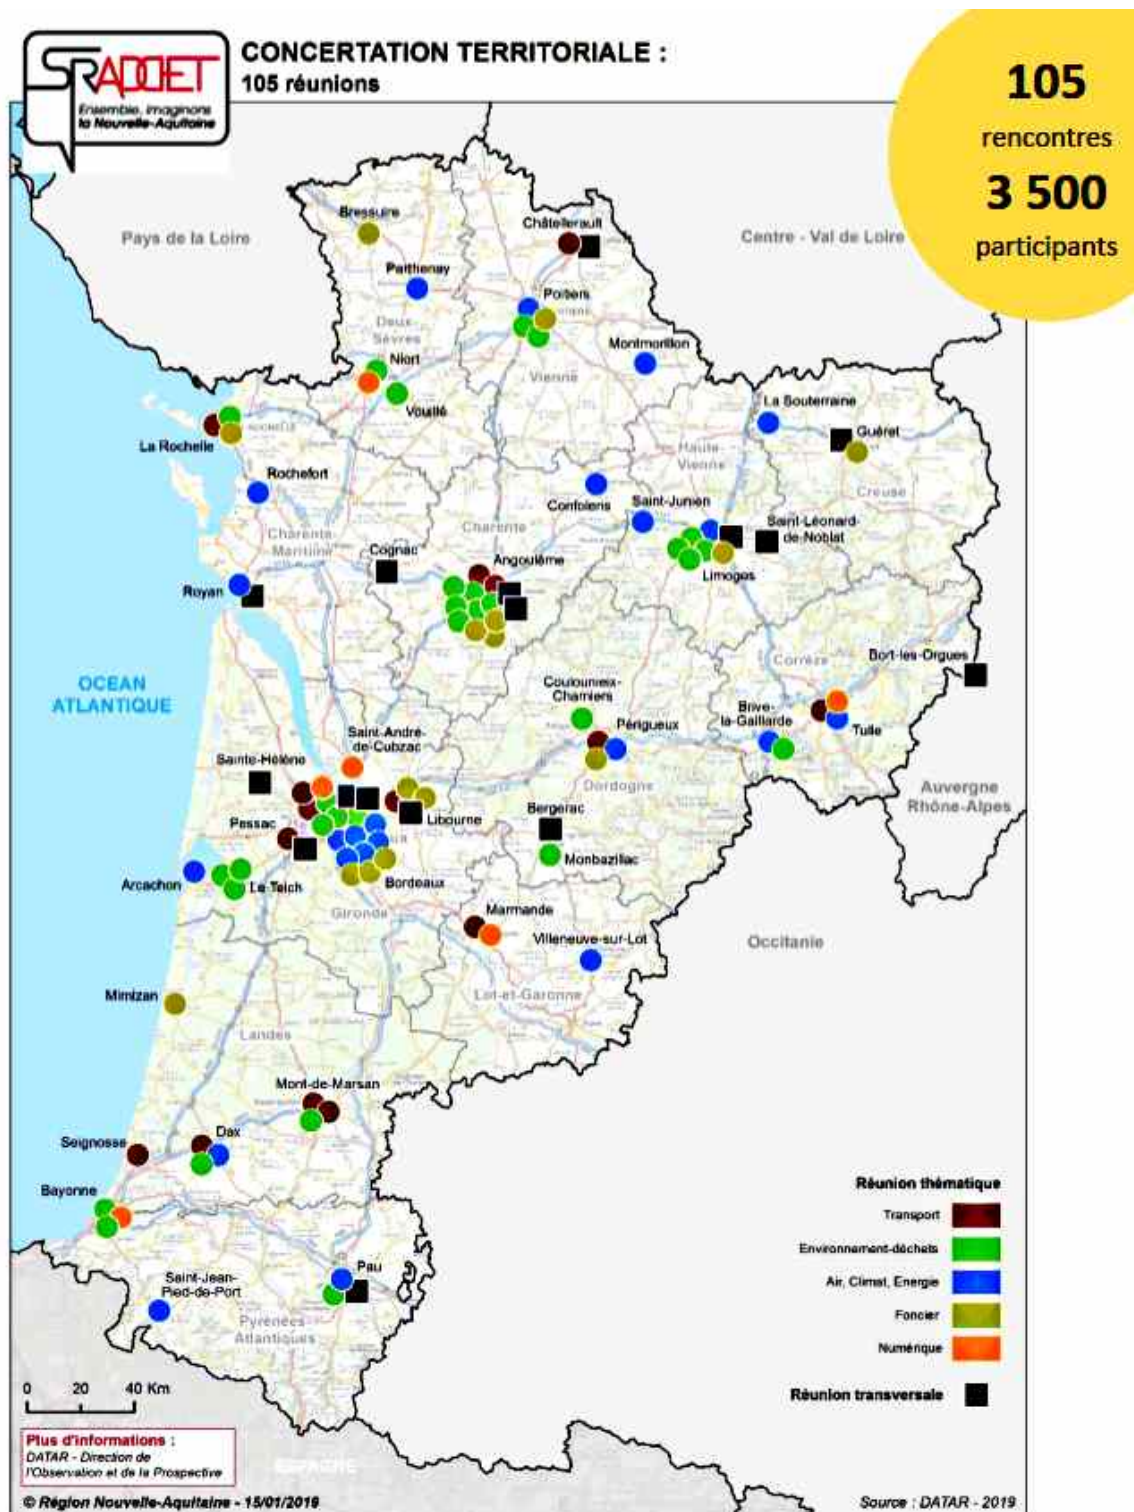 SRADDET
Ensemble, imaginons
la Nouvelle-Aquitaine
CONCERTATION TERRITORIALE :
105 réunions
105
rencontres
3 500
participants
Pays de la Loire
Centre - Val de Loire
Bressuire
Châtellerault
Parthenay
Poitiers
Deux-
Sèvres
Montmorillon
Niort
Vienne
Vouillé
La Souterraine
Guéret
La Rochelle
Haute-
Vienne
Rochefort
Confolens
Saint-Junien
Creuse
Charente-
Maritime
Charente
Saint-Léonard-
de-Noblat
Cognac
Angoulême
Limoges
Royan
Bort-les-Orgues
Corrèze
OCEAN
ATLANTIQUE
Coulounieix-
Chamiers
Périgueux
Brive-
la-Gaillarde
Tulle
Saint-André-
de-Cubzac
Sainte-Hélène
Dordogne
Auvergne
Rhône-Alpes
Pessac
Libourne
Bergerac
Monbazillac
Arcachon
Le Teich
Bordeaux
Gironde
Marmande
Villeneuve-sur-Lot
Occitanie
Mimizan
Lot-et-Garonne
Landes
Mont-de-Marsan
Seignosse
Dax
Bayonne
Pau
Saint-Jean-
Pied-de-Port
Pyrénées
Atlantiques
Réunion thématique
Transport
Environnement-déchets
Air, Climat, Energie
Foncier
Numérique
Réunion transversale
0 20 40 Km
Plus d'informations :
DATAR - Direction de
l'Observation et de la Prospective
ESPAGNE
© Région Nouvelle-Aquitaine - 15/01/2019
Source : DATAR - 2019